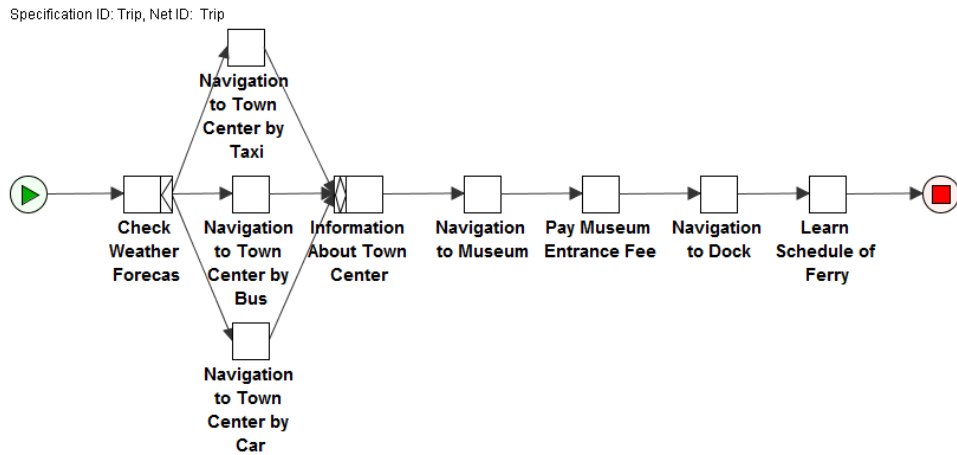 Specification ID: Trip, Net ID: Trip
Navigation
to Town
Center by
Taxi
Check
Weather
Forecas
Navigation
to Town
Center by
Bus
Information
About Town
Center
Navigation
to Museum
Pay Museum
Entrance Fee
Navigation
to Dock
Learn
Schedule of
Ferry
Navigation
to Town
Center by
Car